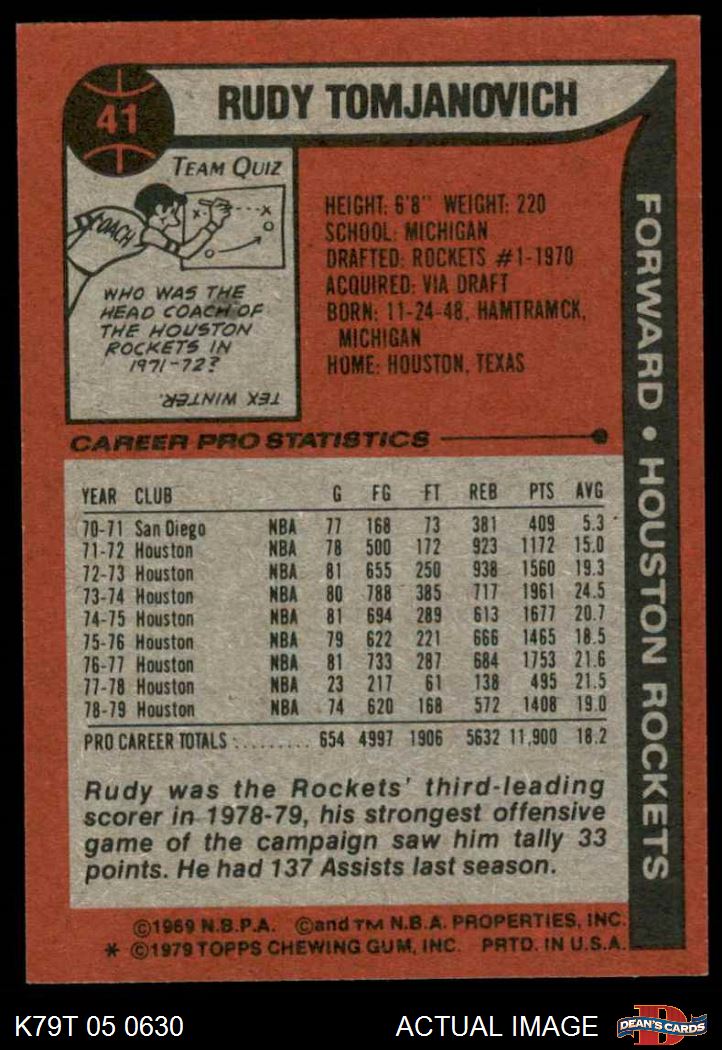 41
RUDY TOMJANOVICH
TEAM QUIZ
COACH
WHO WAS THE
HEAD COACH OF
THE HOUSTON
ROCKETS IN
1971-72?
TEX WINTER.
HEIGHT: 6'8" WEIGHT: 220
SCHOOL: MICHIGAN
DRAFTED: ROCKETS #1-1970
ACQUIRED: VIA DRAFT
BORN: 11-24-48, HAMTRAMCK,
MICHIGAN
HOME: HOUSTON, TEXAS
FORWARD • HOUSTON ROCKETS
CAREER PRO STATISTICS
YEAR CLUB G FG FT REB PTS AVG
70-71 San Diego NBA 77 168 73 381 409 5.3
71-72 Houston NBA 78 500 172 923 1172 15.0
72-73 Houston NBA 81 655 250 938 1560 19.3
73-74 Houston NBA 80 788 385 717 1961 24.5
74-75 Houston NBA 81 694 289 613 1677 20.7
75-76 Houston NBA 79 622 221 666 1465 18.5
76-77 Houston NBA 81 733 287 684 1753 21.6
77-78 Houston NBA 23 217 61 138 495 21.5
78-79 Houston NBA 74 620 168 572 1408 19.0
PRO CAREER TOTALS .......... 654 4997 1906 5632 11,900 18.2
Rudy was the Rockets' third-leading
scorer in 1978-79, his strongest offensive
game of the campaign saw him tally 33
points. He had 137 Assists last season.
©1969 N.B.P.A. ©and TM N.B.A. PROPERTIES, INC.
* ©1979 TOPPS CHEWING GUM, INC. PRTD. IN U.S.A.
K79T 05 0630
ACTUAL IMAGE
D
DEAN'S CARDS